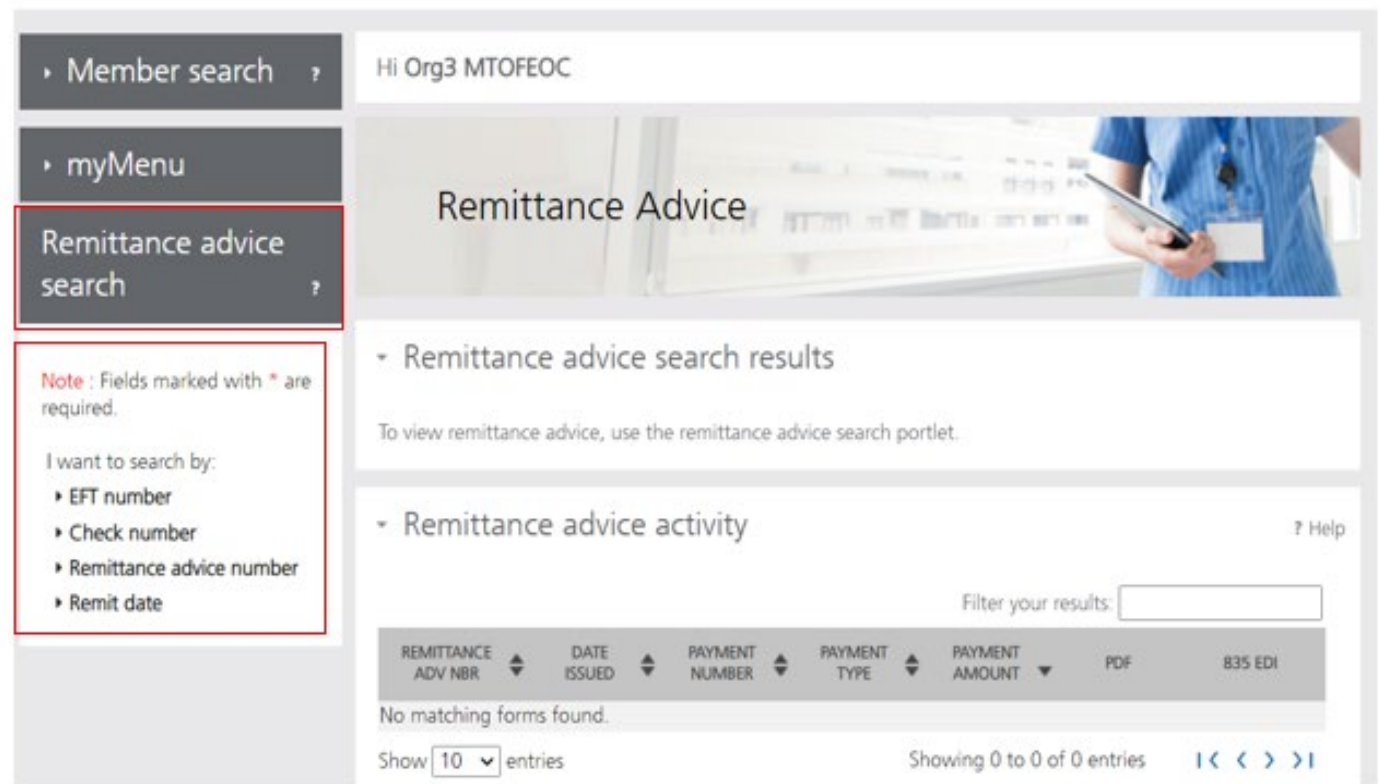 Member search ?
myMenu
Remittance advice
search ?
Note : Fields marked with * are
required.
I want to search by:
EFT number
Check number
Remittance advice number
Remit date
Hi Org3 MTOFEOC
Remittance Advice
Remittance advice search results
To view remittance advice, use the remittance advice search portlet.
Remittance advice activity ? Help
Filter your results:
REMITTANCE ADV NBR DATE ISSUED PAYMENT NUMBER PAYMENT TYPE PAYMENT AMOUNT PDF 835 EDI
No matching forms found.
Show 10 entries Showing 0 to 0 of 0 entries